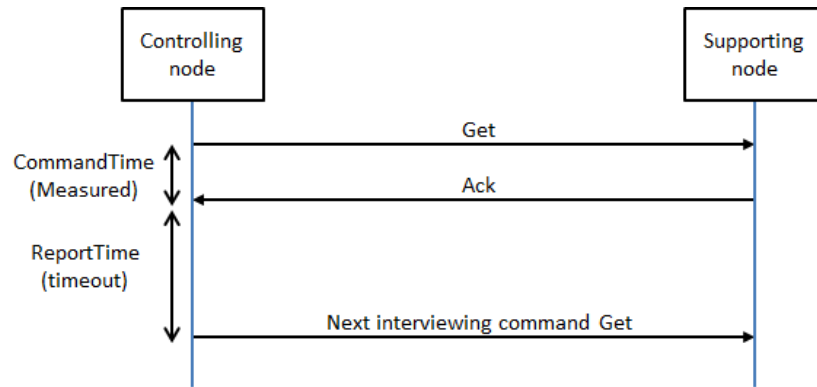 Controlling
node
Supporting
node
Get
CommandTime
(Measured)
Ack
ReportTime
(timeout)
Next interviewing command Get